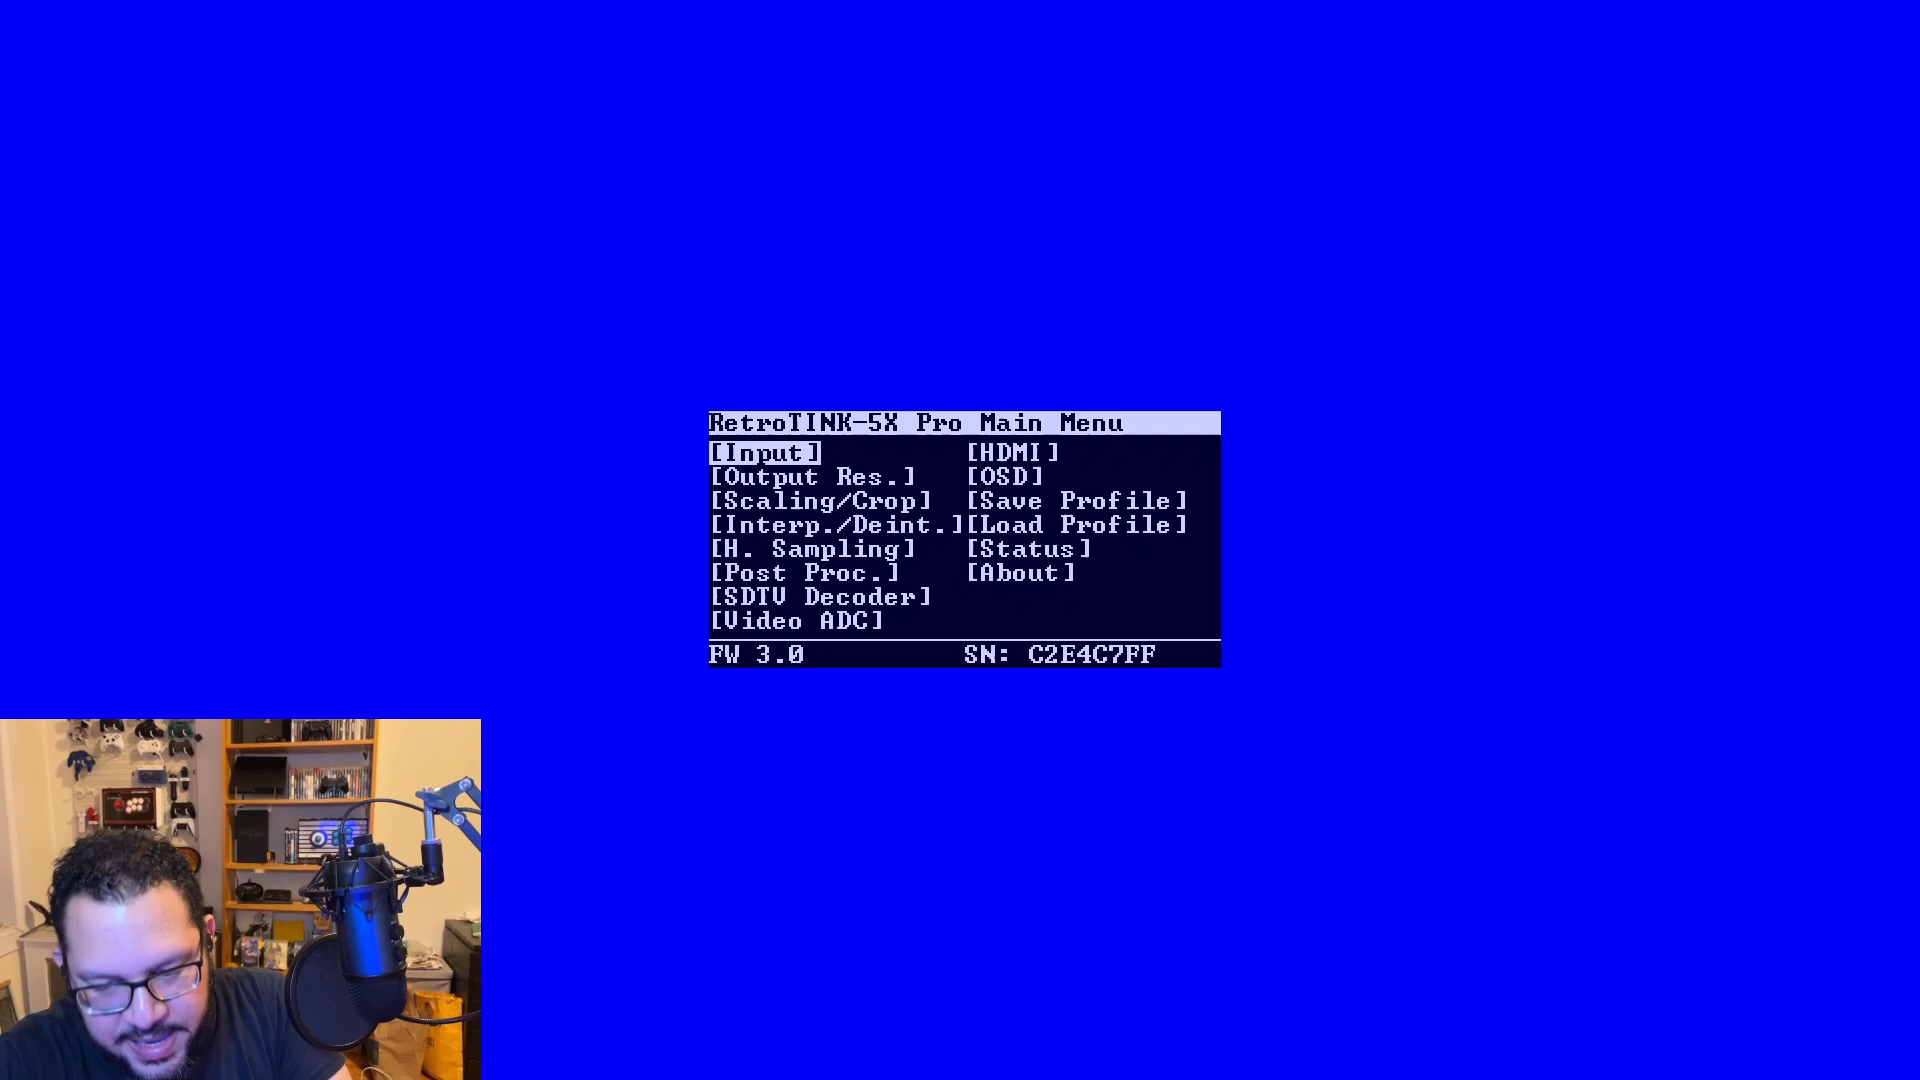 RetroTINK-5X Pro Main Menu
[Input] [HDMI]
[Output Res.] [OSD]
[Scaling/Crop] [Save Profile]
[Interp./Deint.] [Load Profile]
[H. Sampling] [Status]
[Post Proc.] [About]
[SDTV Decoder]
[Video ADC]
FW 3.0 SN: C2E4C7FF